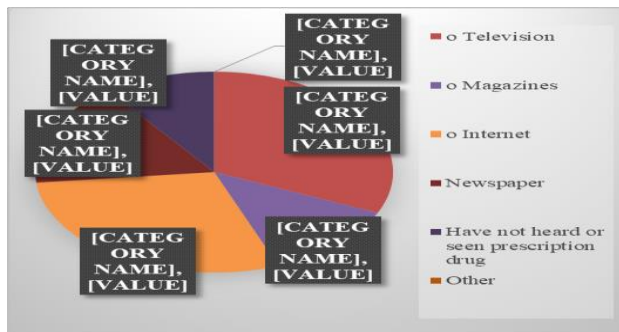 [CATEG
ORY
NAME],
[VALUE]
[CATEG
ORY
NAME],
[VALUE]
[CATEG
ORY
NAME],
[VALUE]
[CATEG
ORY
NAME],
[VALUE]
[CATEG
ORY
NAME],
[VALUE]
[CATEG
ORY
NAME],
[VALUE]
o Television
o Magazines
o Internet
Newspaper
Have not heard or
seen prescription
drug
Other